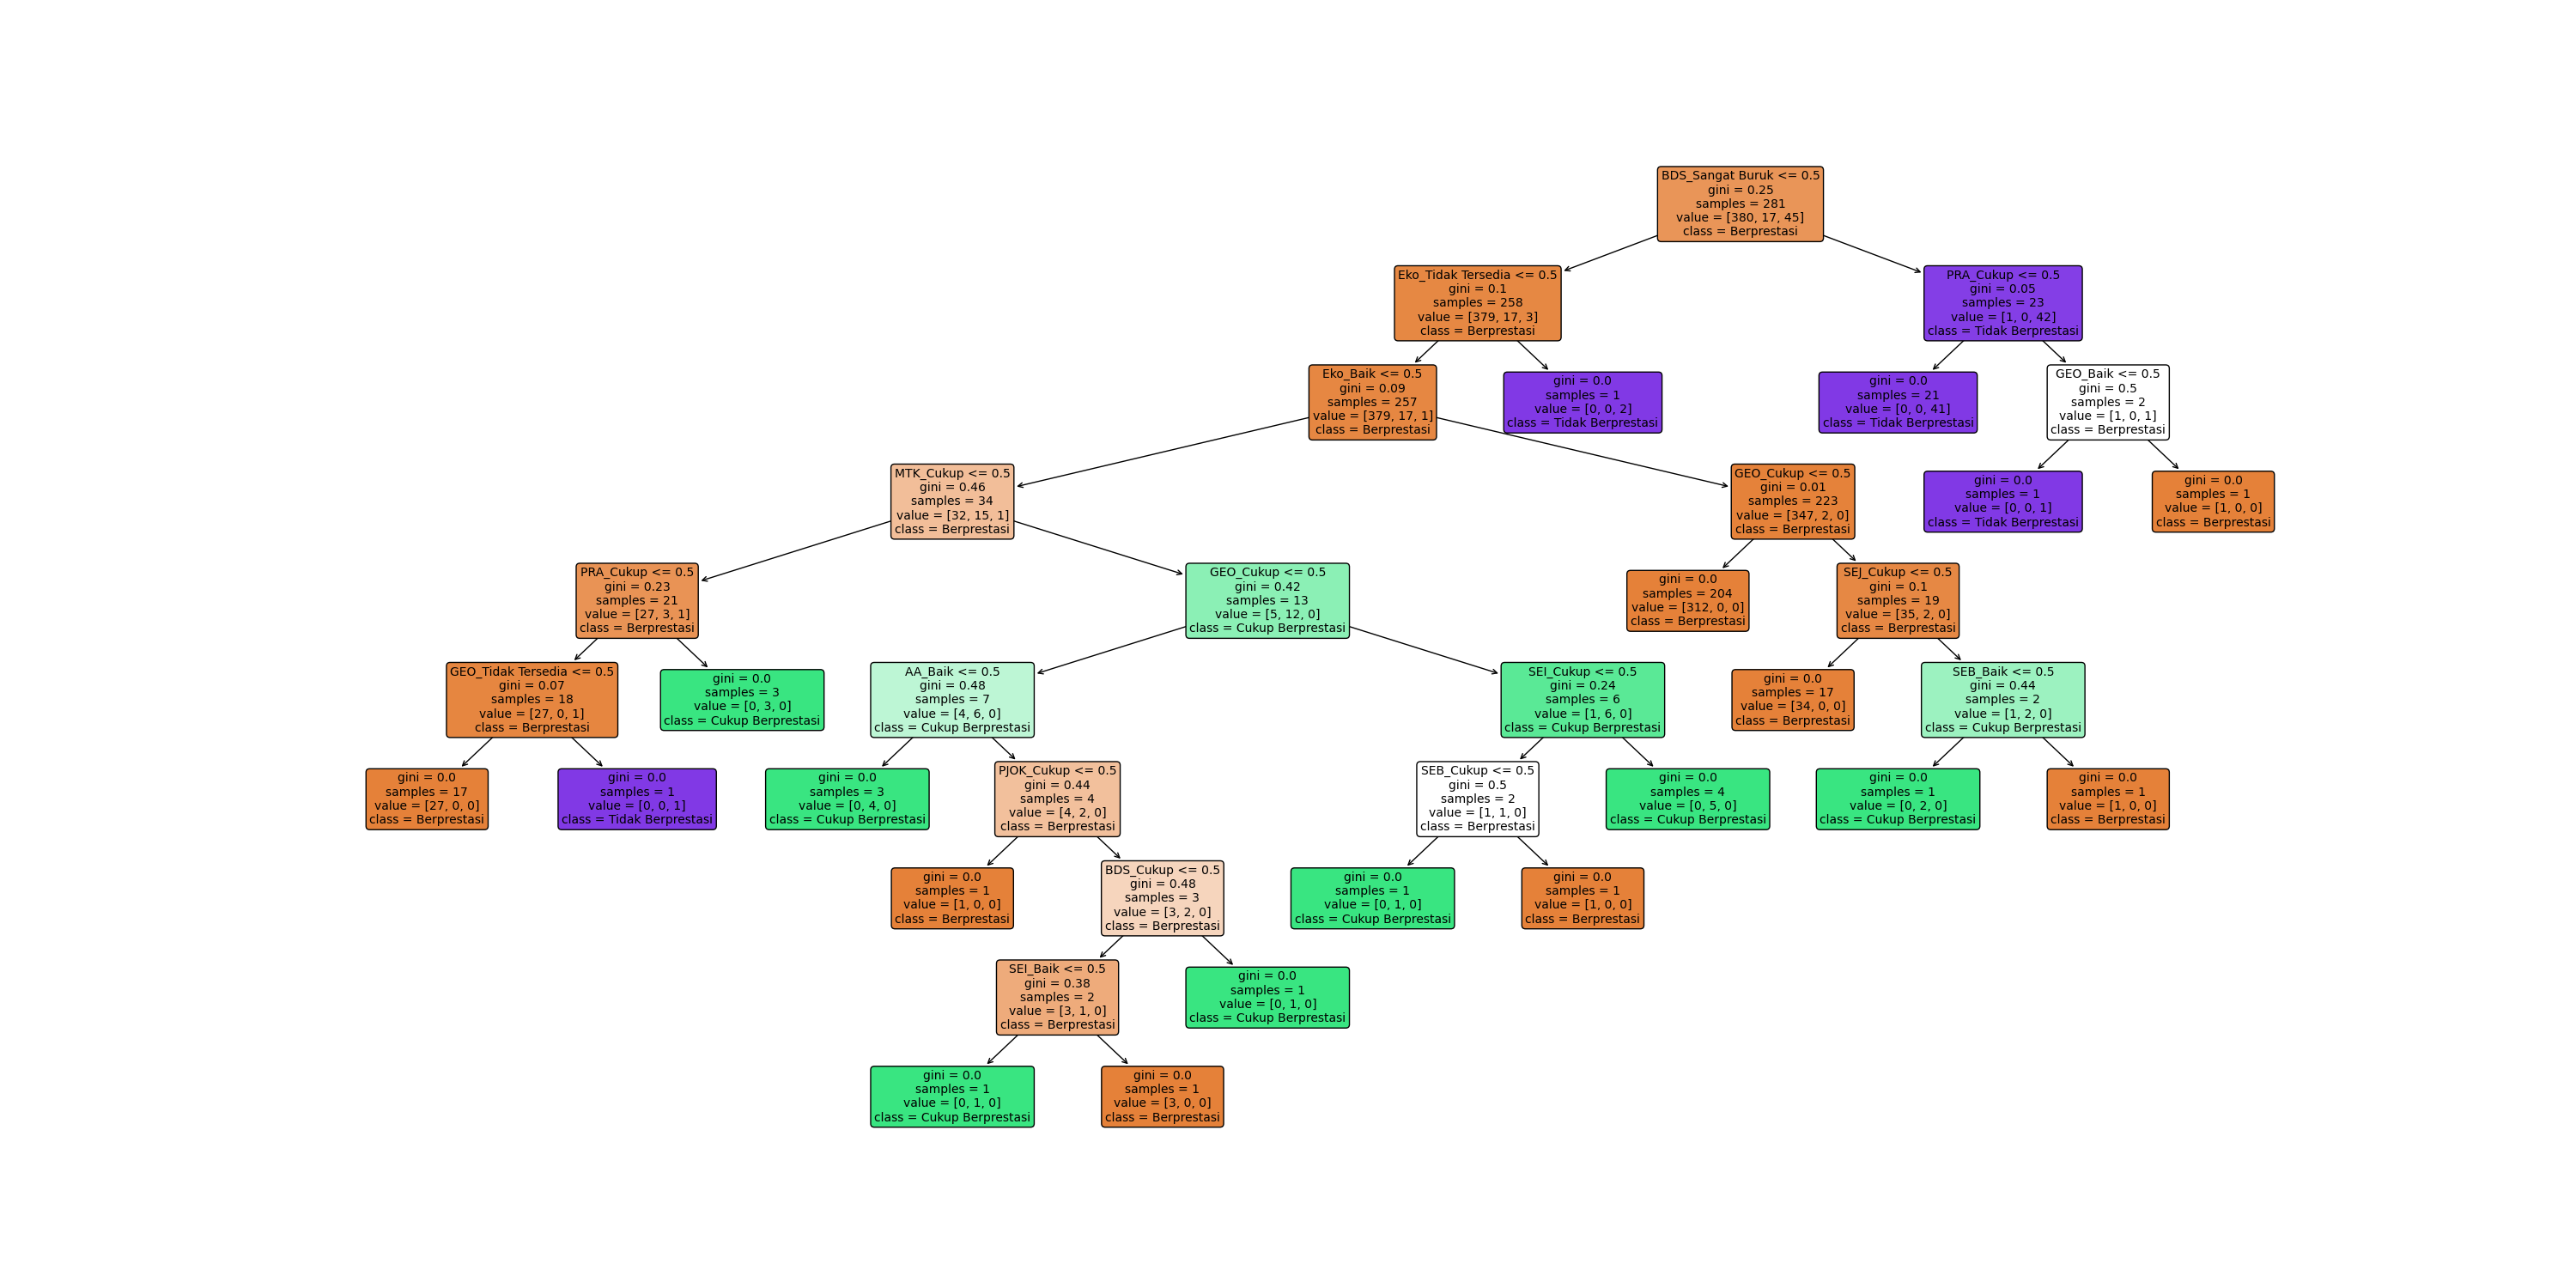 BDS_Sangat Buruk <= 0.5
gini = 0.25
samples = 281
value = [380, 17, 45]
class = Berprestasi
Eko_Tidak Tersedia <= 0.5
gini = 0.1
samples = 258
value = [379, 17, 3]
class = Berprestasi
PRA_Cukup <= 0.5
gini = 0.05
samples = 23
value = [1, 0, 42]
class = Tidak Berprestasi
Eko_Baik <= 0.5
gini = 0.09
samples = 257
value = [379, 17, 1]
class = Berprestasi
gini = 0.0
samples = 1
value = [0, 0, 2]
class = Tidak Berprestasi
gini = 0.0
samples = 21
value = [0, 0, 41]
class = Tidak Berprestasi
GEO_Baik <= 0.5
gini = 0.5
samples = 2
value = [1, 0, 1]
class = Berprestasi
MTK_Cukup <= 0.5
gini = 0.46
samples = 34
value = [32, 15, 1]
class = Berprestasi
GEO_Cukup <= 0.5
gini = 0.01
samples = 223
value = [347, 2, 0]
class = Berprestasi
gini = 0.0
samples = 1
value = [0, 0, 1]
class = Tidak Berprestasi
gini = 0.0
samples = 1
value = [1, 0, 0]
class = Berprestasi
PRA_Cukup <= 0.5
gini = 0.23
samples = 21
value = [27, 3, 1]
class = Berprestasi
GEO_Cukup <= 0.5
gini = 0.42
samples = 13
value = [5, 12, 0]
class = Cukup Berprestasi
gini = 0.0
samples = 204
value = [312, 0, 0]
class = Berprestasi
SEJ_Cukup <= 0.5
gini = 0.1
samples = 19
value = [35, 2, 0]
class = Berprestasi
GEO_Tidak Tersedia <= 0.5
gini = 0.07
samples = 18
value = [27, 0, 1]
class = Berprestasi
gini = 0.0
samples = 3
value = [0, 3, 0]
class = Cukup Berprestasi
AA_Baik <= 0.5
gini = 0.48
samples = 7
value = [4, 6, 0]
class = Cukup Berprestasi
SEI_Cukup <= 0.5
gini = 0.24
samples = 6
value = [1, 6, 0]
class = Cukup Berprestasi
gini = 0.0
samples = 17
value = [34, 0, 0]
class = Berprestasi
SEB_Baik <= 0.5
gini = 0.44
samples = 2
value = [1, 2, 0]
class = Cukup Berprestasi
gini = 0.0
samples = 17
value = [27, 0, 0]
class = Berprestasi
gini = 0.0
samples = 1
value = [0, 0, 1]
class = Tidak Berprestasi
gini = 0.0
samples = 3
value = [0, 4, 0]
class = Cukup Berprestasi
PJOK_Cukup <= 0.5
gini = 0.44
samples = 4
value = [4, 2, 0]
class = Berprestasi
SEB_Cukup <= 0.5
gini = 0.5
samples = 2
value = [1, 1, 0]
class = Berprestasi
gini = 0.0
samples = 4
value = [0, 5, 0]
class = Cukup Berprestasi
gini = 0.0
samples = 1
value = [0, 2, 0]
class = Cukup Berprestasi
gini = 0.0
samples = 1
value = [1, 0, 0]
class = Berprestasi
gini = 0.0
samples = 1
value = [1, 0, 0]
class = Berprestasi
BDS_Cukup <= 0.5
gini = 0.48
samples = 3
value = [3, 2, 0]
class = Berprestasi
gini = 0.0
samples = 1
value = [0, 1, 0]
class = Cukup Berprestasi
gini = 0.0
samples = 1
value = [1, 0, 0]
class = Berprestasi
SEI_Baik <= 0.5
gini = 0.38
samples = 2
value = [3, 1, 0]
class = Berprestasi
gini = 0.0
samples = 1
value = [0, 1, 0]
class = Cukup Berprestasi
gini = 0.0
samples = 1
value = [0, 1, 0]
class = Cukup Berprestasi
gini = 0.0
samples = 1
value = [3, 0, 0]
class = Berprestasi